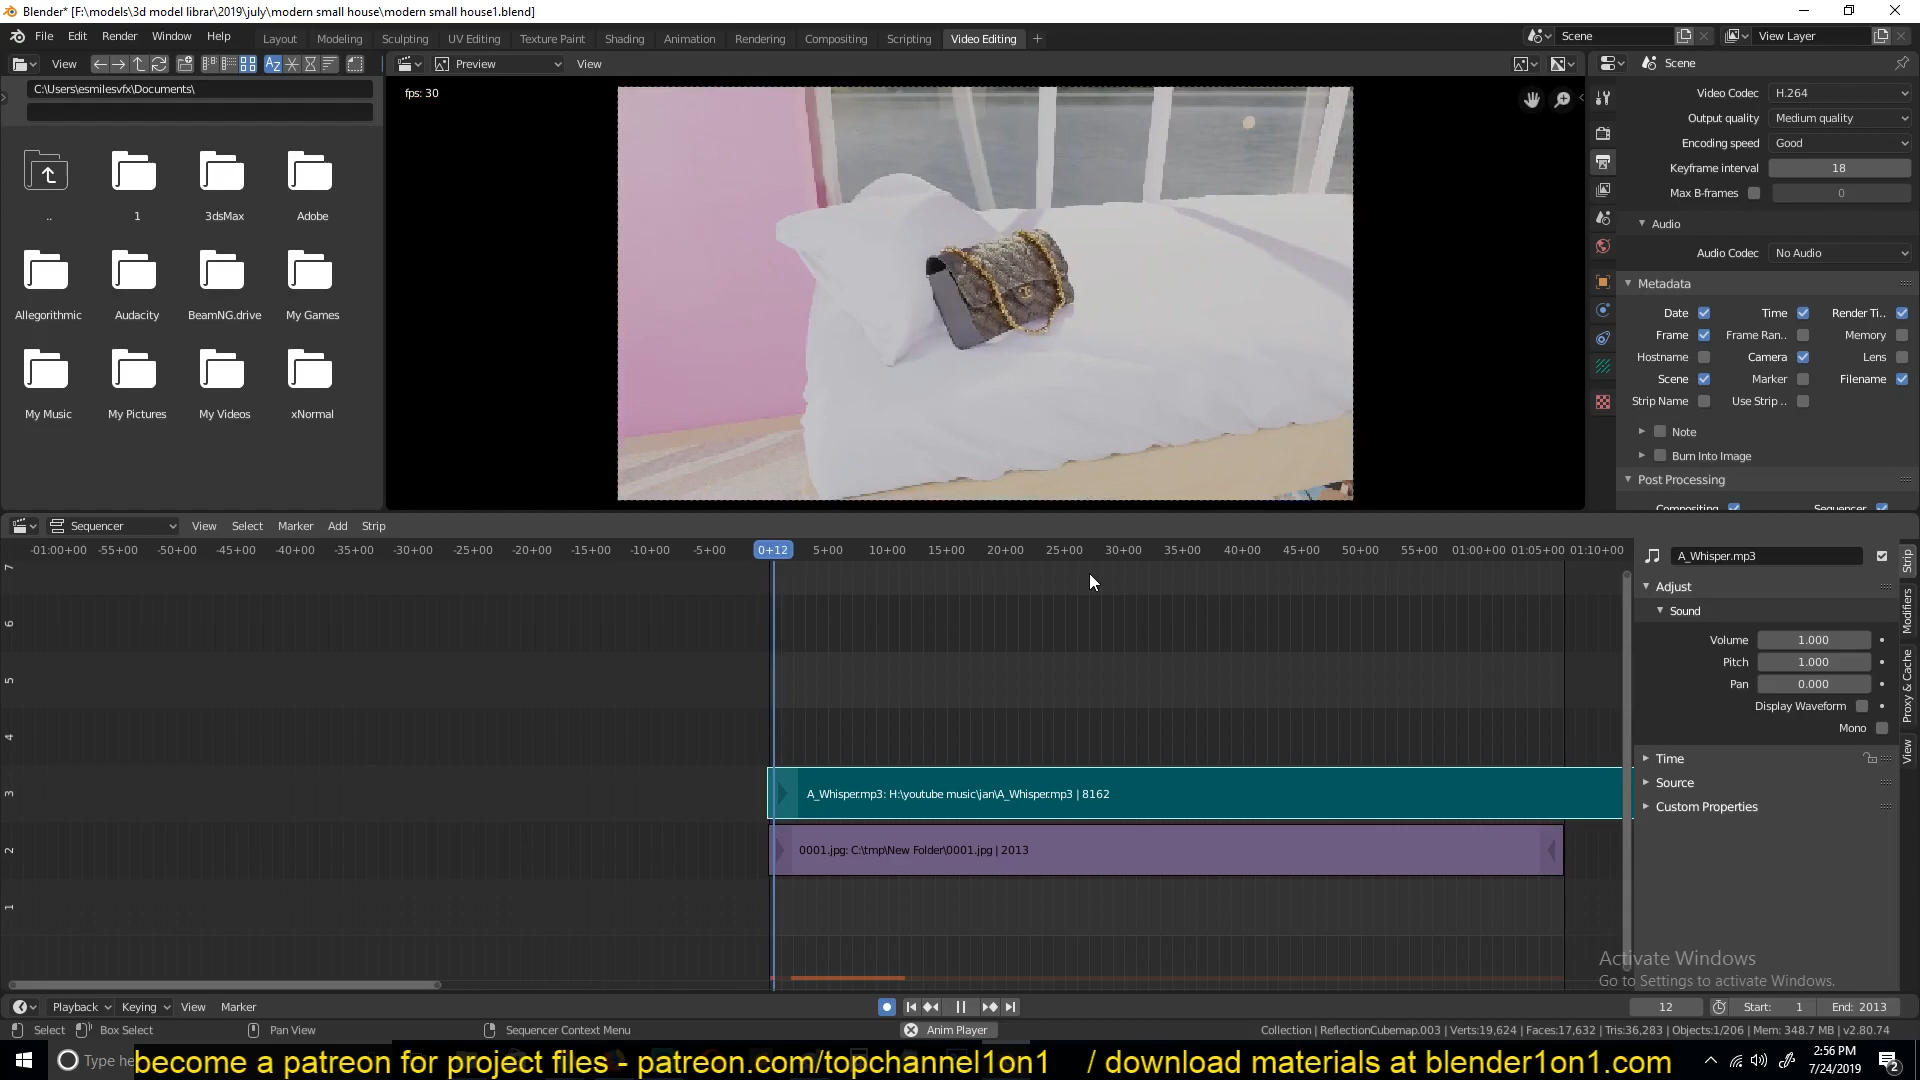 Blender* [F:\models\3d model librar\2019\july\modern small house\modern small house1.blend]
File Edit Render Window Help
Layout Modeling Sculpting UV Editing Texture Paint Shading Animation Rendering Compositing Scripting Video Editing +
Scene
View Layer
View
Preview View
Scene
C:\Users\esmilesvfx\Documents\
.. 1 3dsMax Adobe
Allegorithmic Audacity BeamNG.drive My Games
My Music My Pictures My Videos xNormal
fps: 30
Video Codec H.264
Output quality Medium quality
Encoding speed Good
Keyframe interval 18
Max B-frames 0
Audio
Audio Codec No Audio
Metadata
Date Time Render Ti..
Frame Frame Ran.. Memory
Hostname Camera Lens
Scene Marker Filename
Strip Name Use Strip ..
Note
Burn Into Image
Post Processing
Compositing Sequencer
Sequencer View Select Marker Add Strip
-01:00+00 -55+00 -50+00 -45+00 -40+00 -35+00 -30+00 -25+00 -20+00 -15+00 -10+00 -5+00 0+12 5+00 10+00 15+00 20+00 25+00 30+00 35+00 40+00 45+00 50+00 55+00 01:00+00 01:05+00 01:10+00
7
6
5
4
3
2
1
A_Whisper.mp3: H:\youtube music\jan\A_Whisper.mp3 | 8162
0001.jpg: C:\tmp\New Folder\0001.jpg | 2013
A_Whisper.mp3
Adjust
Sound
Volume 1.000
Pitch 1.000
Pan 0.000
Display Waveform
Mono
Time
Source
Custom Properties
Strip
Modifiers
Proxy & Cache
View
Activate Windows
Go to Settings to activate Windows.
Playback Keying View Marker
12 Start: 1 End: 2013
Select Box Select Pan View Sequencer Context Menu Anim Player
Collection | ReflectionCubemap.003 | Verts:19,624 | Faces:17,632 | Tris:36,283 | Objects:1/206 | Mem: 348.7 MB | v2.80.74
Type he
become a patreon for project files - patreon.com/topchannel1on1 / download materials at blender1on1.com
2:56 PM
7/24/2019
2